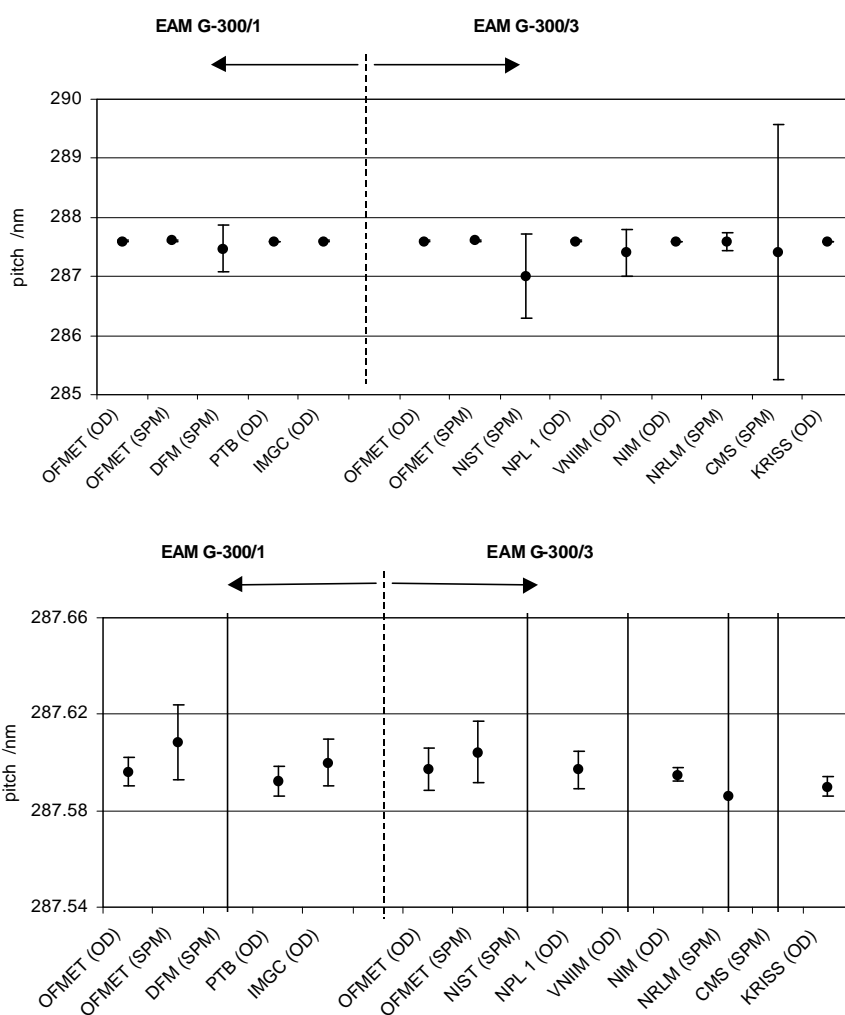 EAM G-300/1 EAM G-300/3
290
289
288
287
286
285
pitch /nm
OFMET (OD)
OFMET (SPM)
DFM (SPM)
PTB (OD)
IMGC (OD)
OFMET (OD)
OFMET (SPM)
NIST (SPM)
NPL 1 (OD)
VNIIM (OD)
NIM (OD)
NRLM (SPM)
CMS (SPM)
KRISS (OD)
EAM G-300/1 EAM G-300/3
287.66
287.62
287.58
287.54
pitch /nm
OFMET (OD)
OFMET (SPM)
DFM (SPM)
PTB (OD)
IMGC (OD)
OFMET (OD)
OFMET (SPM)
NIST (SPM)
NPL 1 (OD)
VNIIM (OD)
NIM (OD)
NRLM (SPM)
CMS (SPM)
KRISS (OD)